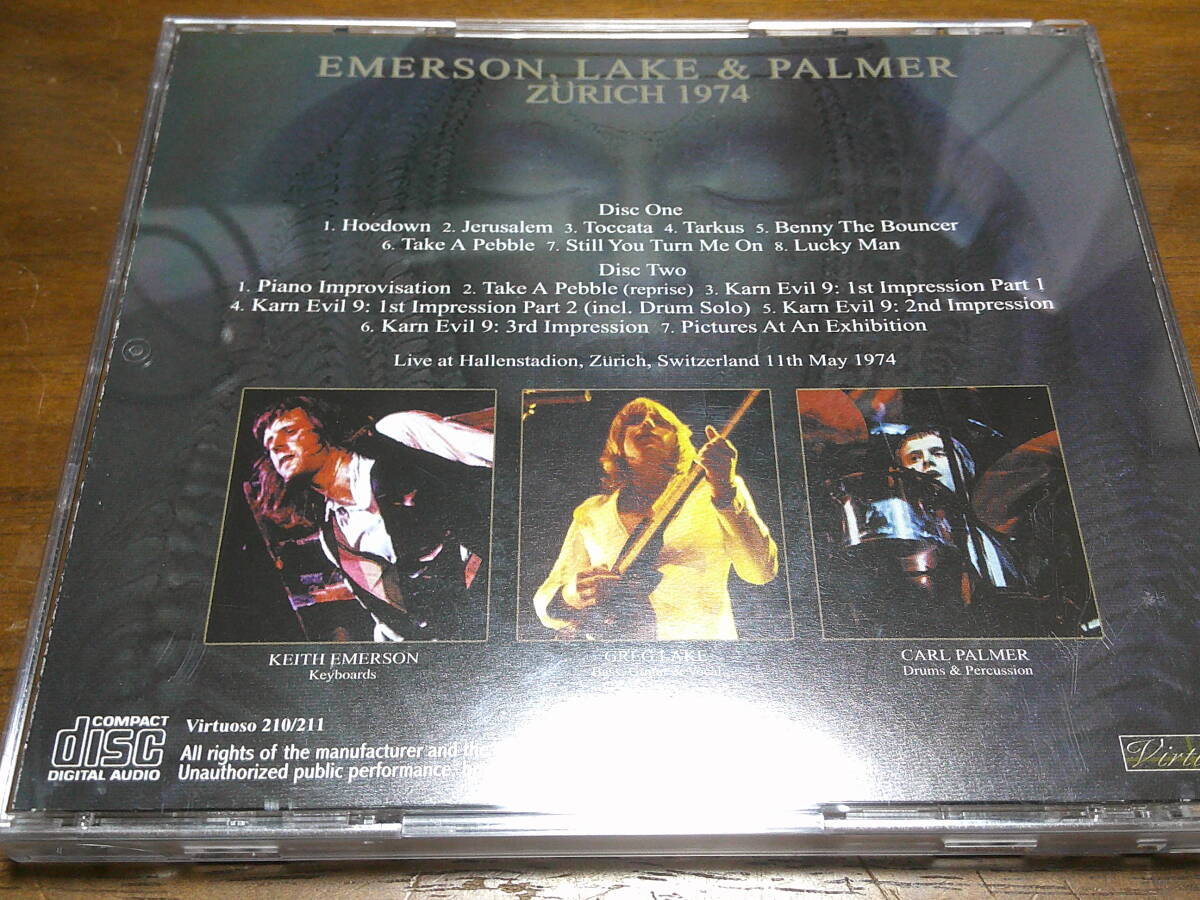 EMERSON, LAKE & PALMER
ZÜRICH 1974
Disc One
1. Hoedown 2. Jerusalem 3. Toccata 4. Tarkus 5. Benny The Bouncer
6. Take A Pebble 7. Still You Turn Me On 8. Lucky Man
Disc Two
1. Piano Improvisation 2. Take A Pebble (reprise) 3. Karn Evil 9: 1st Impression Part 1
4. Karn Evil 9: 1st Impression Part 2 (incl. Drum Solo) 5. Karn Evil 9: 2nd Impression
6. Karn Evil 9: 3rd Impression 7. Pictures At An Exhibition
Live at Hallenstadion, Zürich, Switzerland 11th May 1974
KEITH EMERSON
Keyboards
GREG LAKE
CARL PALMER
Drums & Percussion
COMPACT
disc
DIGITAL AUDIO
Virtuoso 210/211
All rights of the manufacturer and the
Unauthorized public performance,